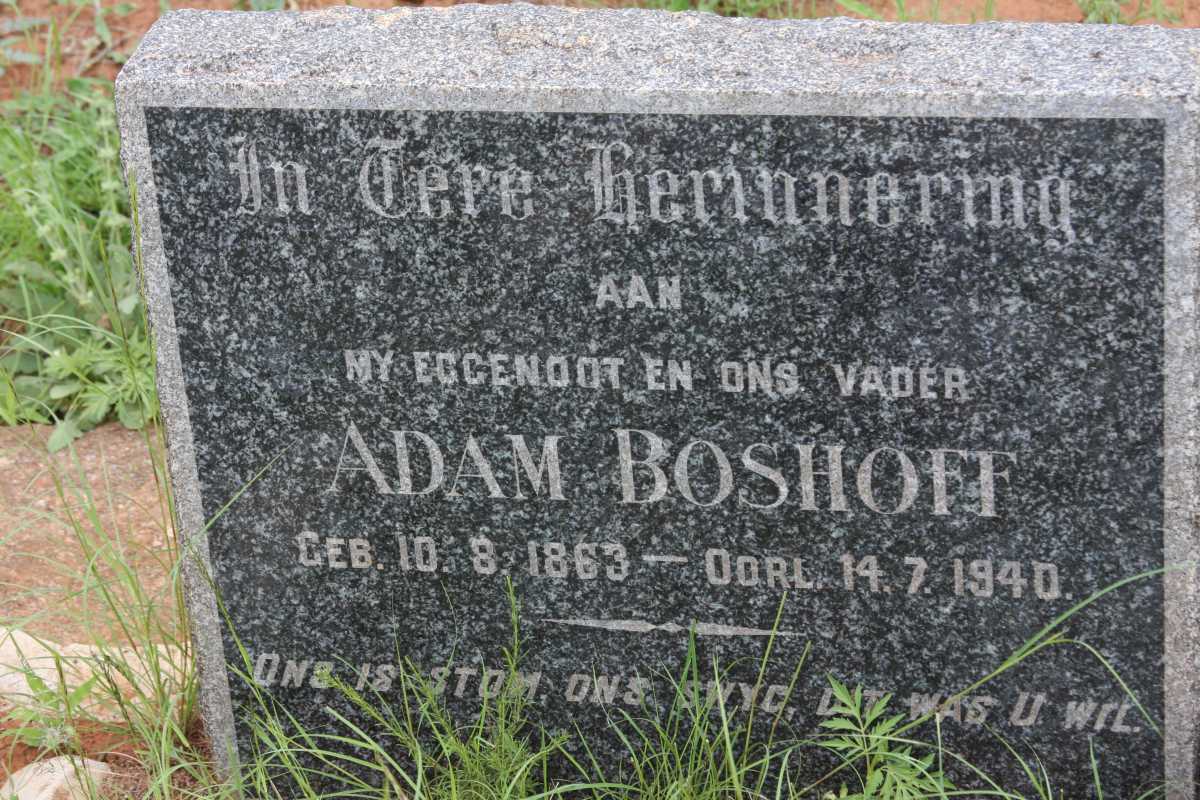 In Tere Herinnering
AAN
MY EGGENOOT EN ONS VADER
ADAM BOSHOFF
GEB. 10. 8. 1863 — OORL. 14. 7. 1940.
ONS IS STOM ONS SWYG, DIT WAS U WIL.